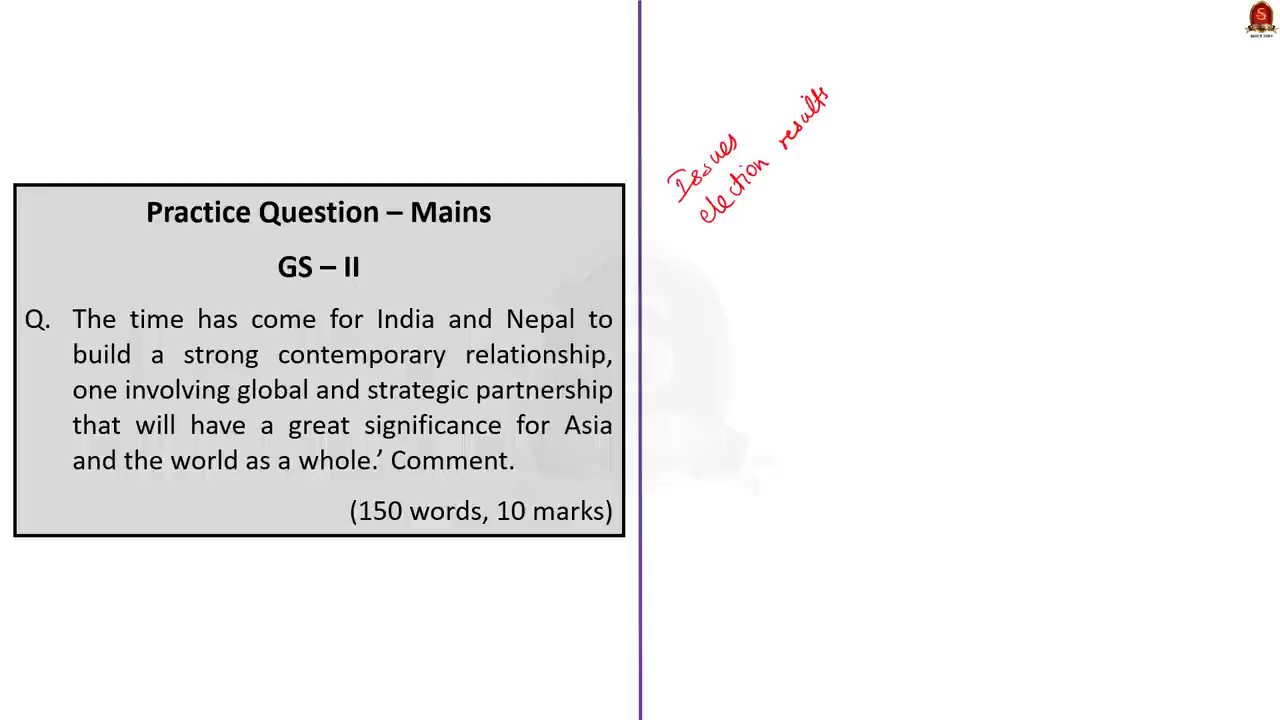 Practice Question – Mains
GS – II
Q. The time has come for India and Nepal to
build a strong contemporary relationship,
one involving global and strategic partnership
that will have a great significance for Asia
and the world as a whole.’ Comment.
(150 words, 10 marks)
Issues
election results